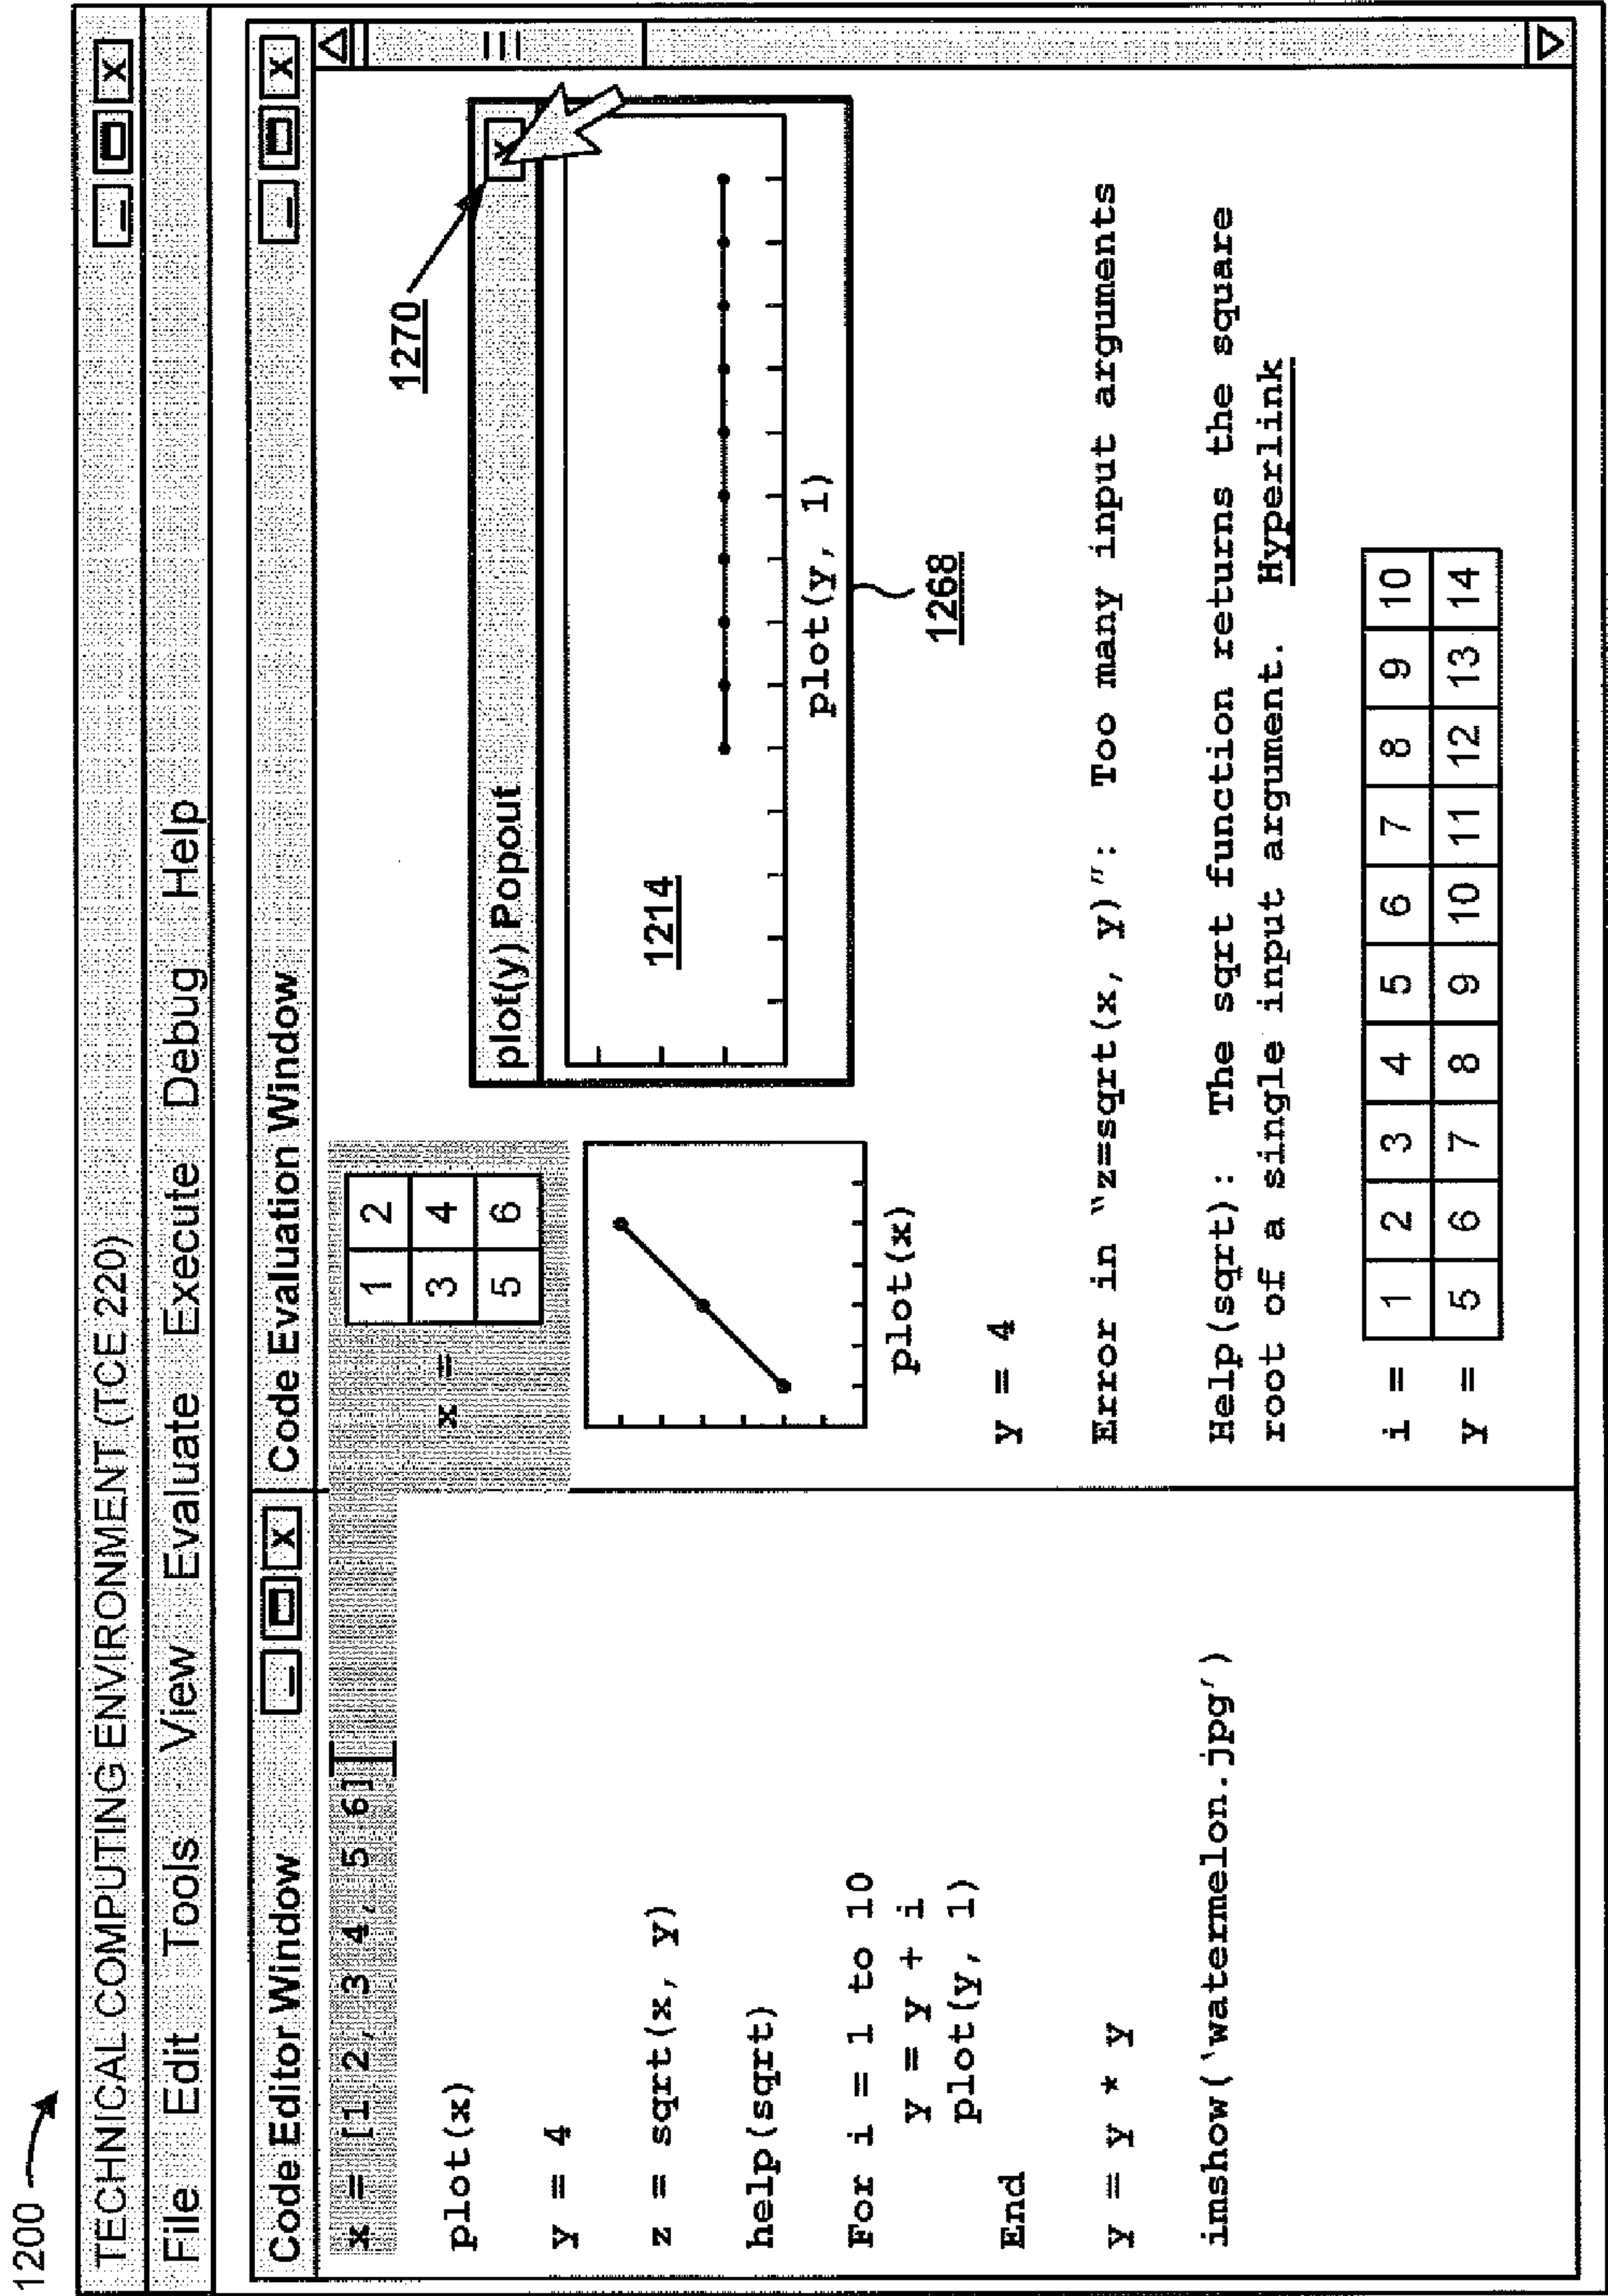 1200
TECHNICAL COMPUTING ENVIRONMENT (TCE 220)
File Edit Tools View Evaluate Execute Debug Help
Code Editor Window
x = [1 2, 3 4, 5 6]
plot(x)
y = 4
z = sqrt(x, y)
help(sqrt)
For i = 1 to 10
y = y + i
plot(y, 1)
End
y = y * y
imshow(‘watermelon.jpg’)
Code Evaluation Window
x =
1 2
3 4
5 6
plot(x)
1270
plot(y) Popout
1214
plot(y, 1)
1268
y = 4
Error in “z=sqrt(x, y)”: Too many input arguments
Help(sqrt): The sqrt function returns the square
root of a single input argument. Hyperlink
i = 1 2 3 4 5 6 7 8 9 10
y = 5 6 7 8 9 10 11 12 13 14